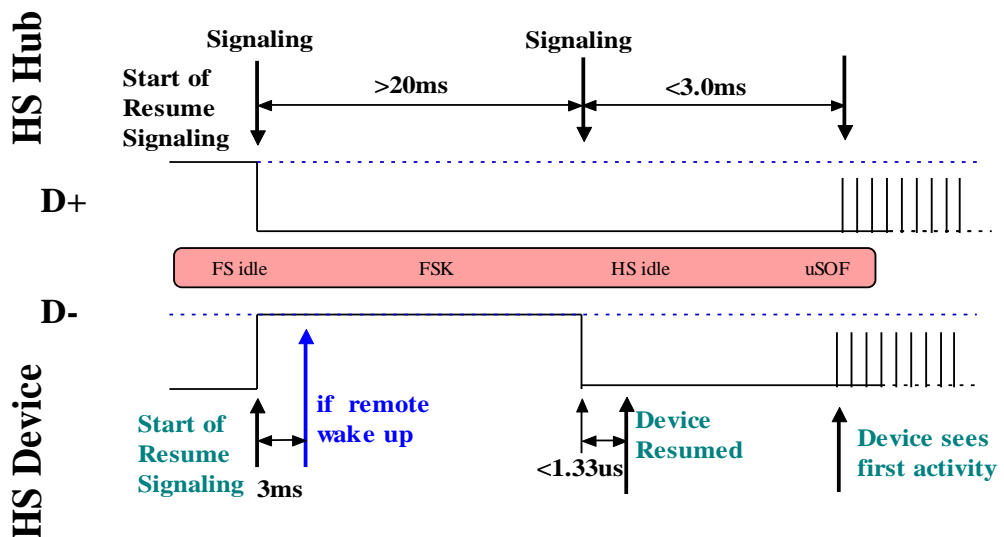 HS Hub
Signaling
Signaling
Start of
Resume
Signaling
>20ms
<3.0ms
D+
FS idle
FSK
HS idle
uSOF
D-
HS Device
Start of
Resume
Signaling
3ms
if remote
wake up
<1.33us
Device
Resumed
Device sees
first activity